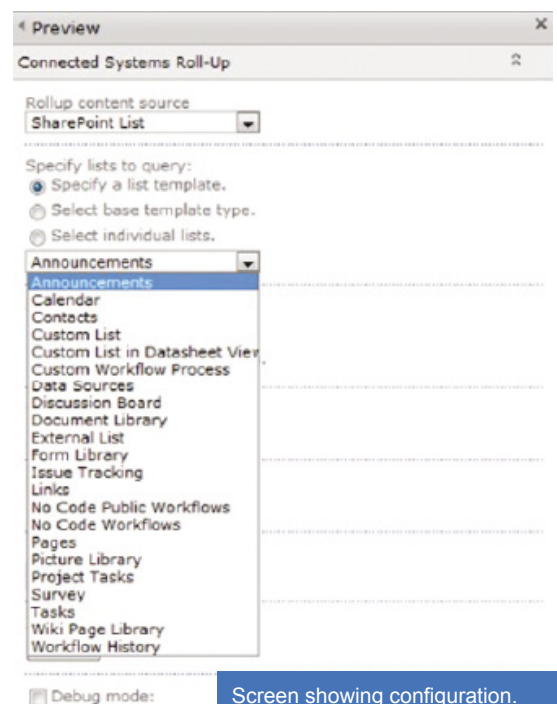 Preview
Connected Systems Roll-Up
Rollup content source
SharePoint List
Specify lists to query:
Specify a list template.
Select base template type.
Select individual lists.
Announcements
Announcements
Calendar
Contacts
Custom List
Custom List in Datasheet View
Custom Workflow Process
Data Sources
Discussion Board
Document Library
External List
Form Library
Issue Tracking
Links
No Code Public Workflows
No Code Workflows
Pages
Picture Library
Project Tasks
Survey
Tasks
Wiki Page Library
Workflow History
Debug mode:
Screen showing configuration.